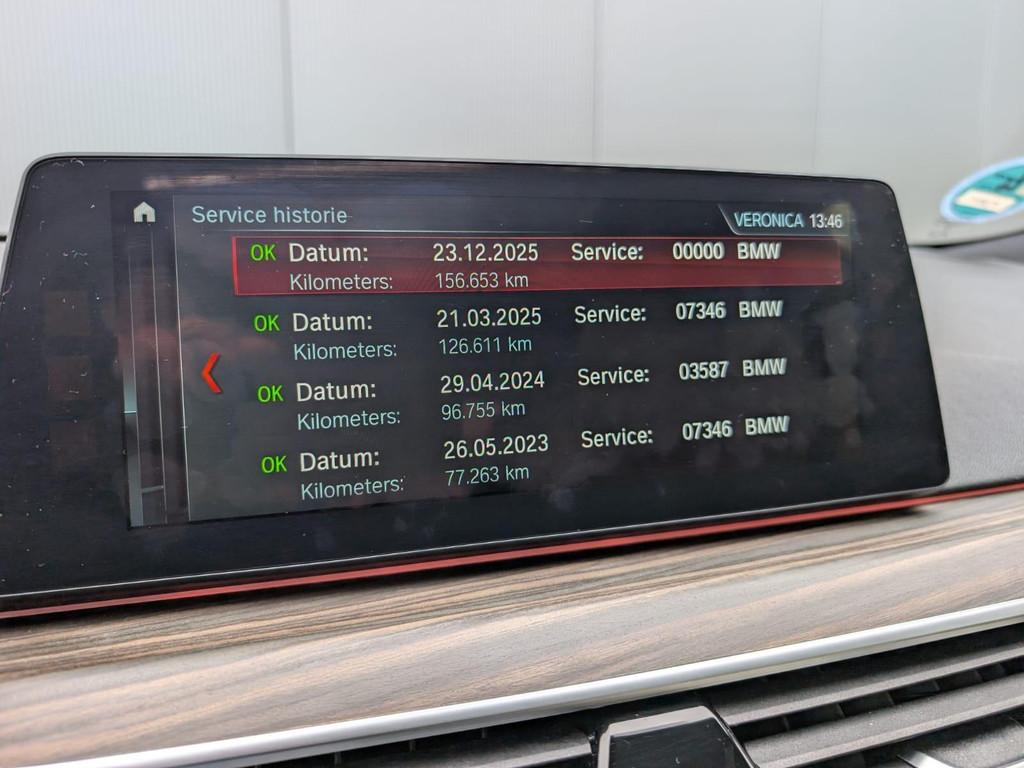 Service historie
VERONICA 13:46
OK Datum: 23.12.2025 Service: 00000 BMW
Kilometers: 156.653 km
OK Datum: 21.03.2025 Service: 07346 BMW
Kilometers: 126.611 km
OK Datum: 29.04.2024 Service: 03587 BMW
Kilometers: 96.755 km
OK Datum: 26.05.2023 Service: 07346 BMW
Kilometers: 77.263 km